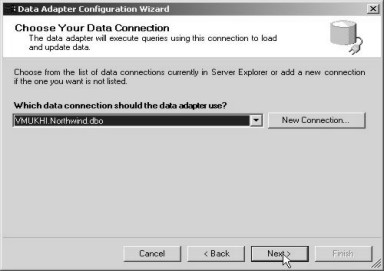 Data Adapter Configuration Wizard
Choose Your Data Connection
The data adapter will execute queries using this connection to load
and update data.
Choose from the list of data connections currently in Server Explorer or add a new connection
if the one you want is not listed.
Which data connection should the data adapter use?
VMUKHI.Northwind.dbo
New Connection...
Cancel
< Back
Next >
Finish